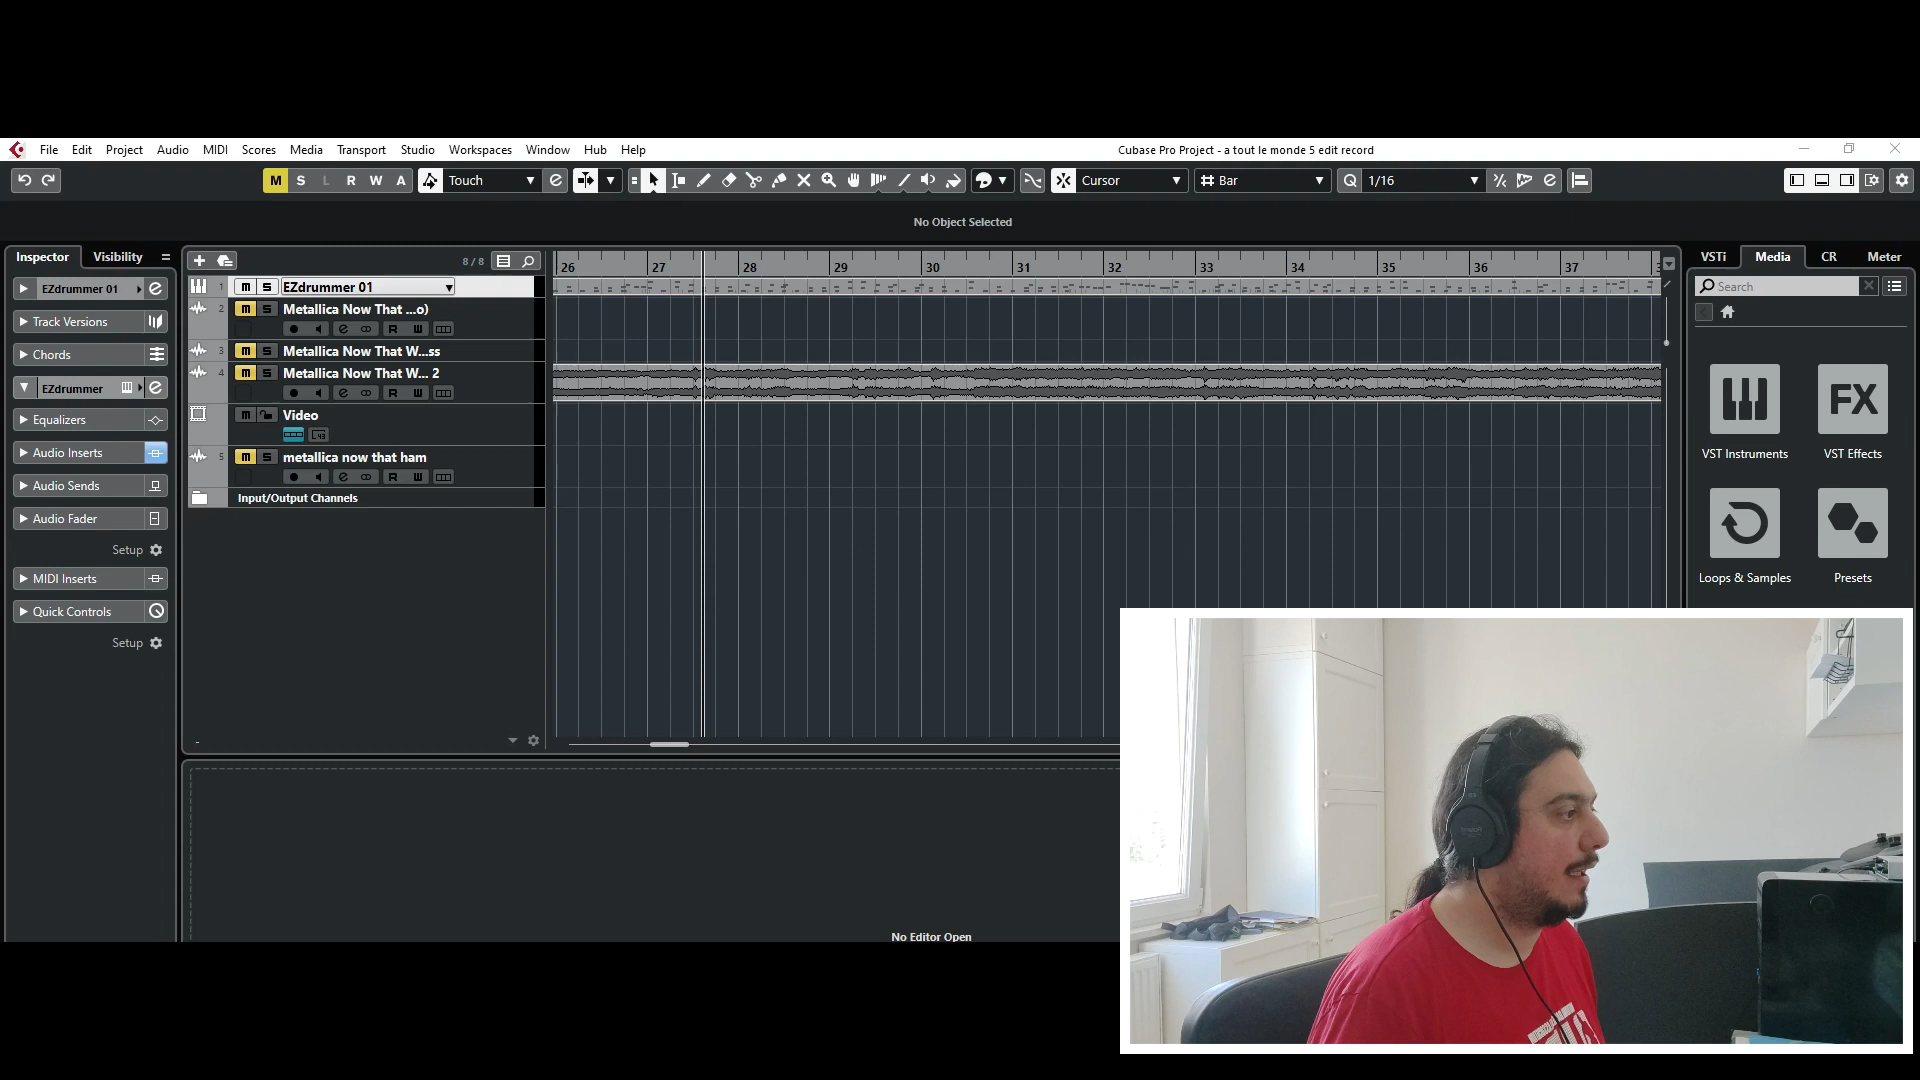 File Edit Project Audio MIDI Scores Media Transport Studio Workspaces Window Hub Help
Cubase Pro Project - a tout le monde 5 edit record
M S L R W A Touch Cursor Bar Q 1/16
No Object Selected
Inspector Visibility
8 / 8
26 27 28 29 30 31 32 33 34 35 36 37
VSTi Media CR Meter
EZdrummer 01
Track Versions
Chords
EZdrummer
Equalizers
Audio Inserts
Audio Sends
Audio Fader
Setup
MIDI Inserts
Quick Controls
Setup
1 m S EZdrummer 01
2 m S Metallica Now That ...o)
R W
3 m S Metallica Now That W...ss
4 m S Metallica Now That W... 2
R W
m Video
5 m S metallica now that ham
R W
Input/Output Channels
Search
VST Instruments
FX
VST Effects
Loops & Samples
Presets
No Editor Open